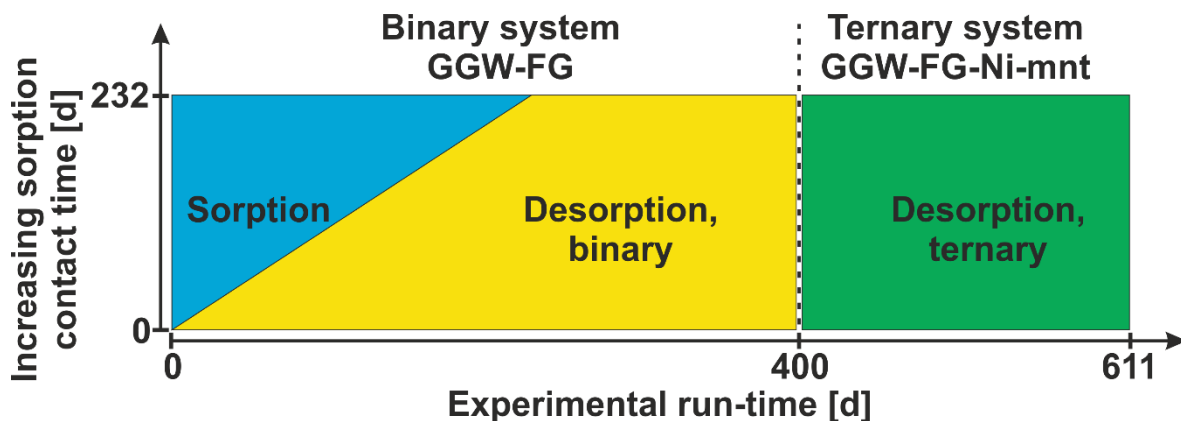 Binary system
GGW-FG
Ternary system
GGW-FG-Ni-mnt
Increasing sorption
contact time [d]
232
0
Sorption
Desorption,
binary
Desorption,
ternary
0
400
611
Experimental run-time [d]